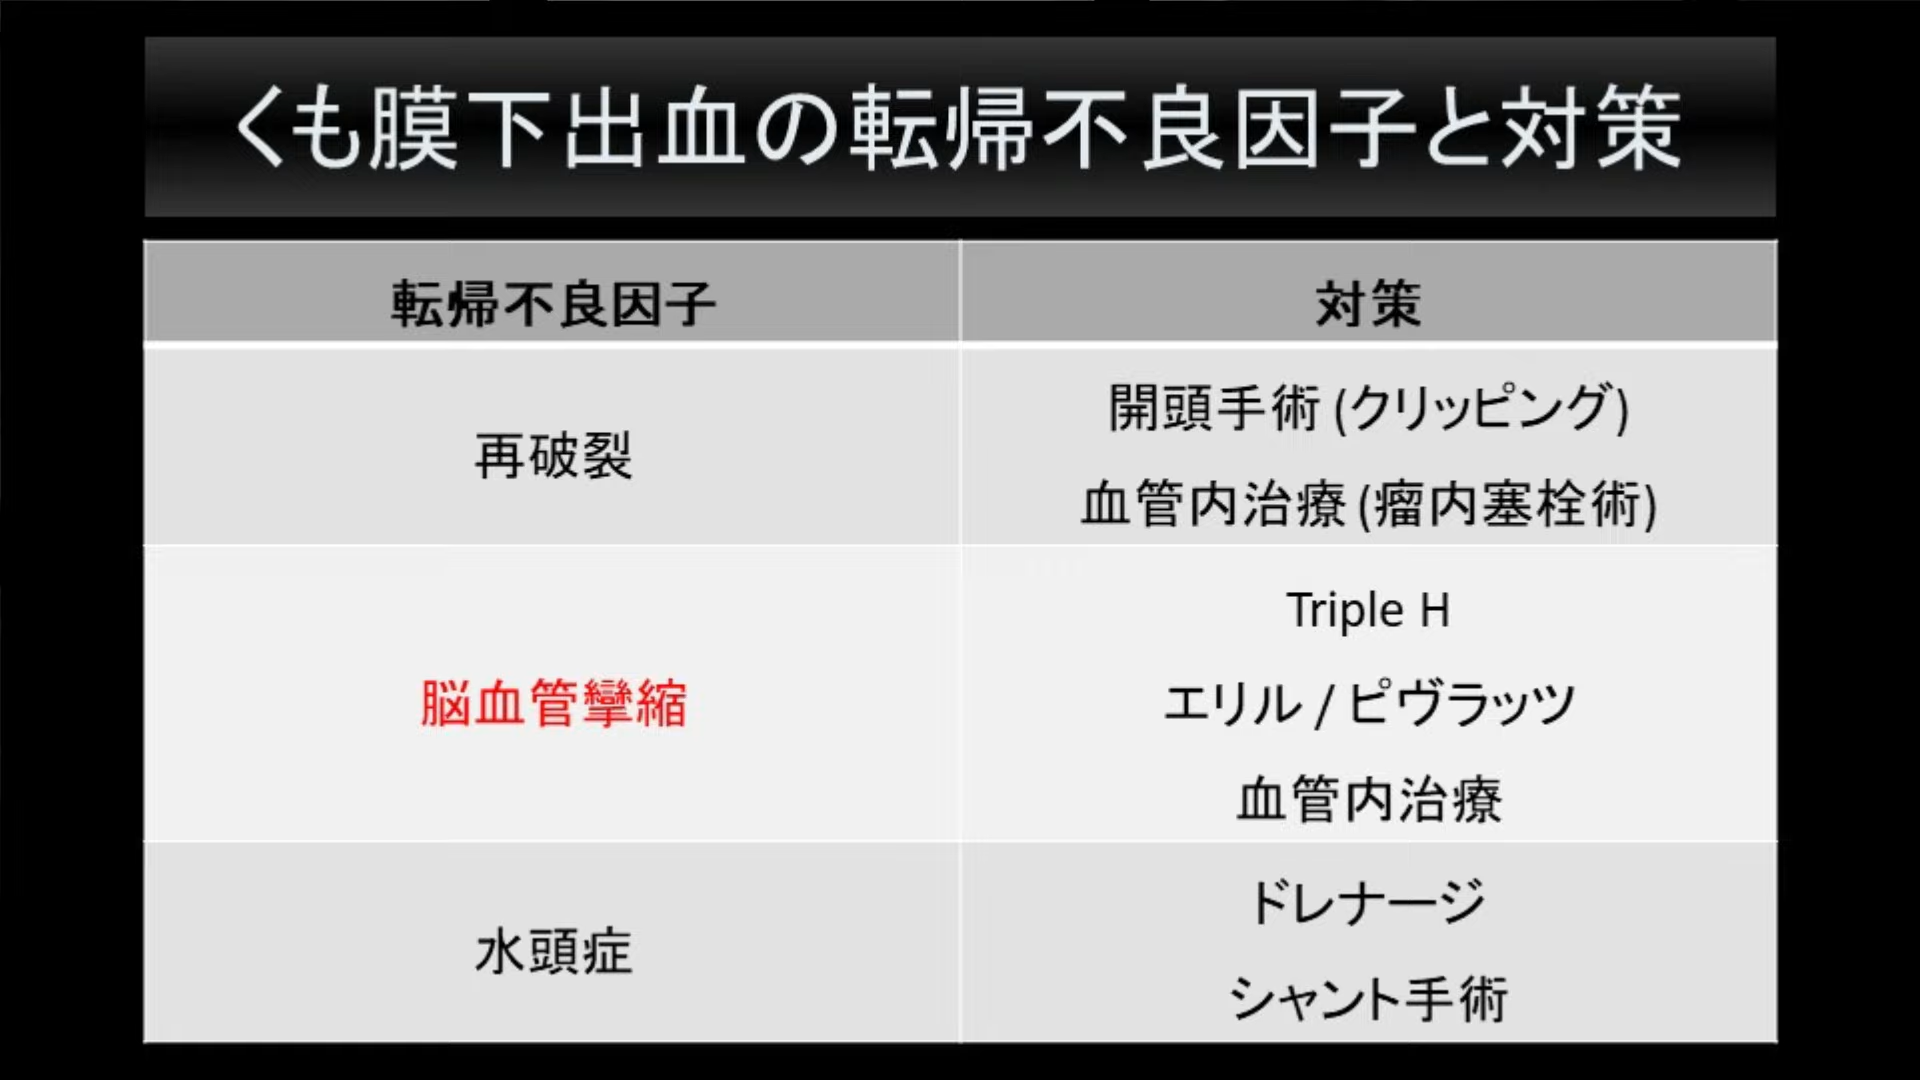 くも膜下出血の転帰不良因子と対策
転帰不良因子
対策
再破裂
開頭手術(クリッピング)
血管内治療(瘤内塞栓術)
脳血管攣縮
Triple H
エリル / ピヴラッツ
血管内治療
水頭症
ドレナージ
シャント手術